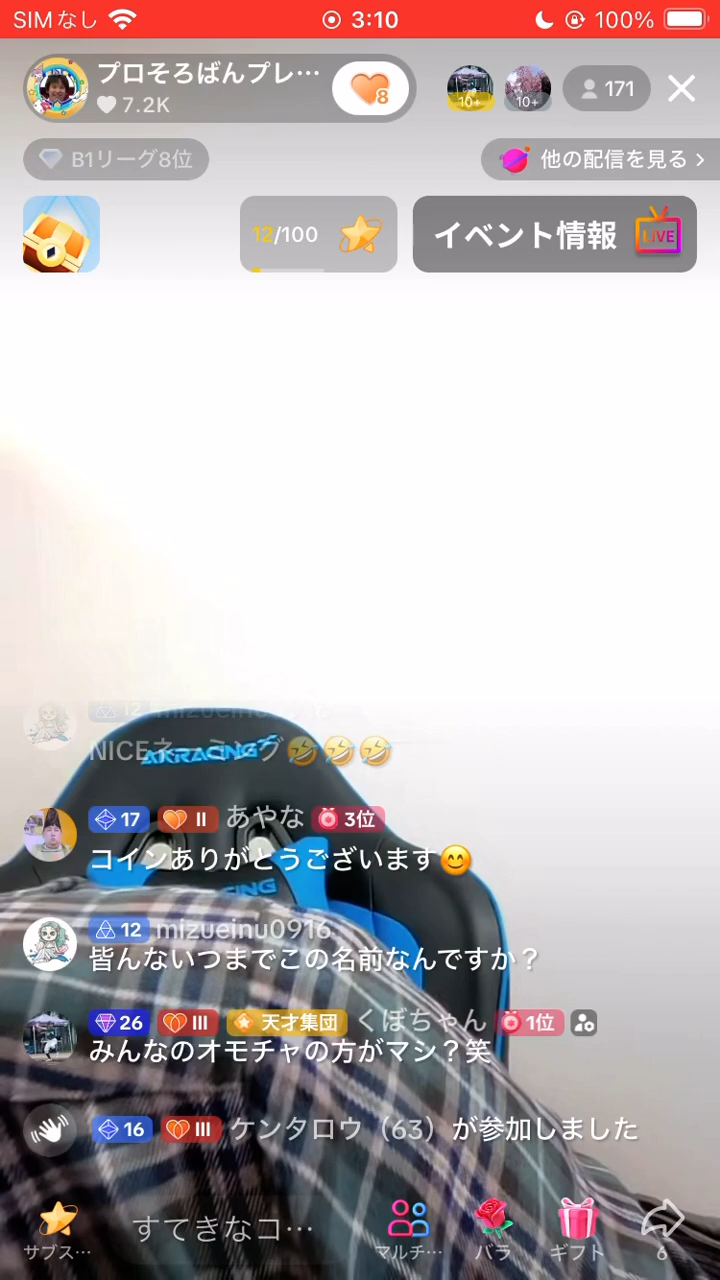 SIMなし 3:10 100%
プロそろばんプレ… 8 10+ 10+ 171
7.2K
B1リーグ8位 他の配信を見る
12/100 イベント情報 LIVE
12 mizueinu0916
NICEネーミング🤣🤣🤣
AKRACING
17 II あやな 3位
コインありがとうございます😊
12 mizueinu0916
皆んないつまでこの名前なんですか？
26 III 天才集団 くぼちゃん 1位
みんなのオモチャの方がマシ？笑
16 III ケンタロウ（63）が参加しました
すてきなコ…
サブス… マルチ… バラ ギフト 6